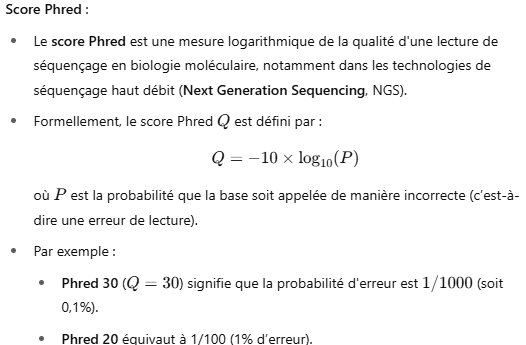 Score Phred :
• Le score Phred est une mesure logarithmique de la qualité d'une lecture de
séquençage en biologie moléculaire, notamment dans les technologies de
séquençage haut débit (Next Generation Sequencing, NGS).
• Formellement, le score Phred Q est défini par :
Q = −10 × log₁₀(P)
où P est la probabilité que la base soit appelée de manière incorrecte (c'est-à-
dire une erreur de lecture).
• Par exemple :
• Phred 30 (Q = 30) signifie que la probabilité d'erreur est 1/1000 (soit
0,1%).
• Phred 20 équivaut à 1/100 (1% d'erreur).